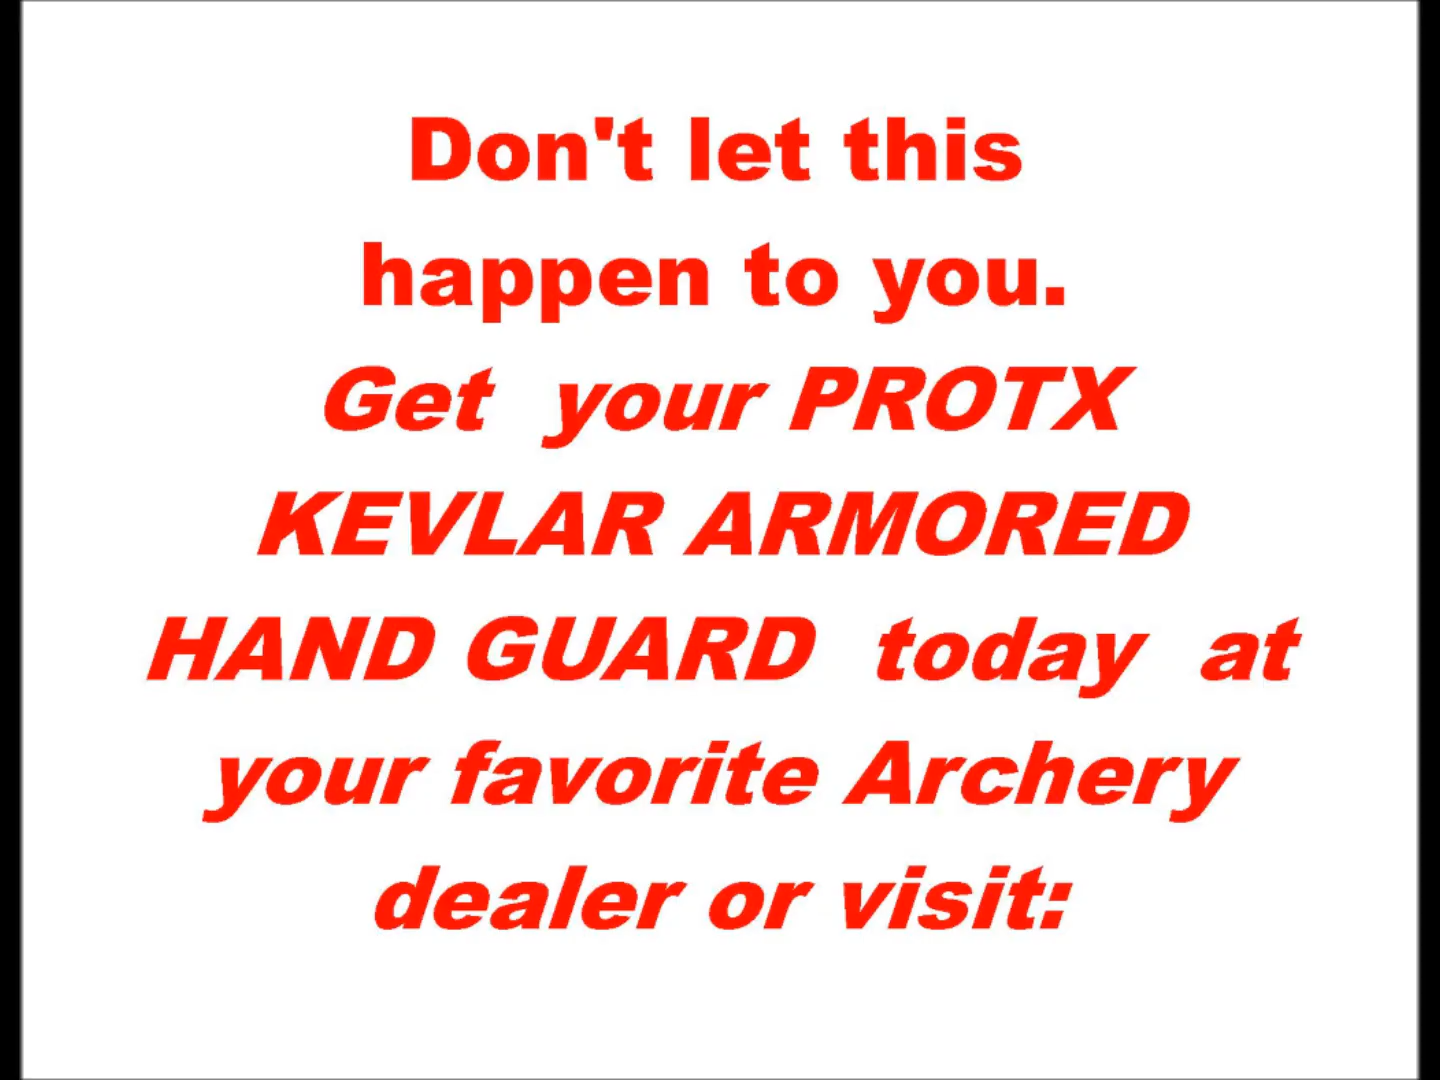 Don't let this
happen to you.
Get your PROTX
KEVLAR ARMORED
HAND GUARD today at
your favorite Archery
dealer or visit: